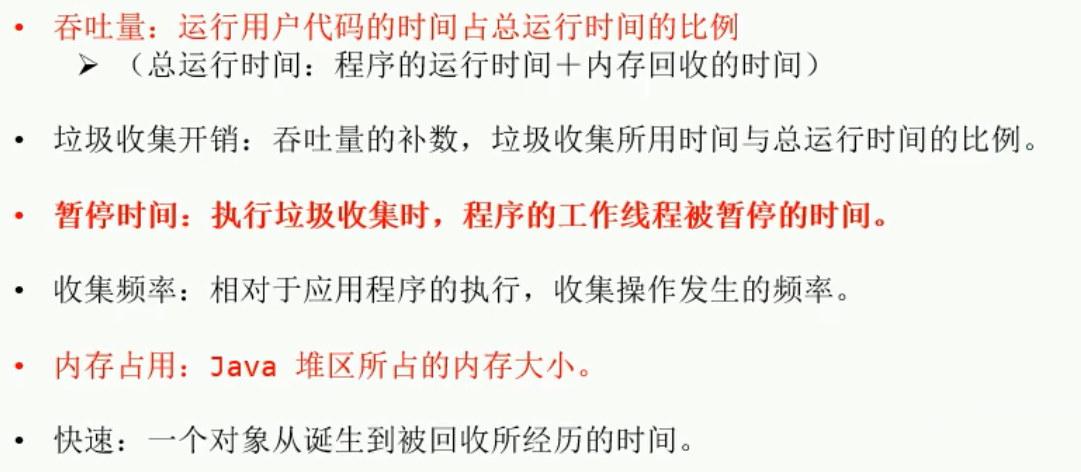 • 吞吐量：运行用户代码的时间占总运行时间的比例
➢ （总运行时间：程序的运行时间＋内存回收的时间）
• 垃圾收集开销：吞吐量的补数，垃圾收集所用时间与总运行时间的比例。
• 暂停时间：执行垃圾收集时，程序的工作线程被暂停的时间。
• 收集频率：相对于应用程序的执行，收集操作发生的频率。
• 内存占用：Java 堆区所占的内存大小。
• 快速：一个对象从诞生到被回收所经历的时间。